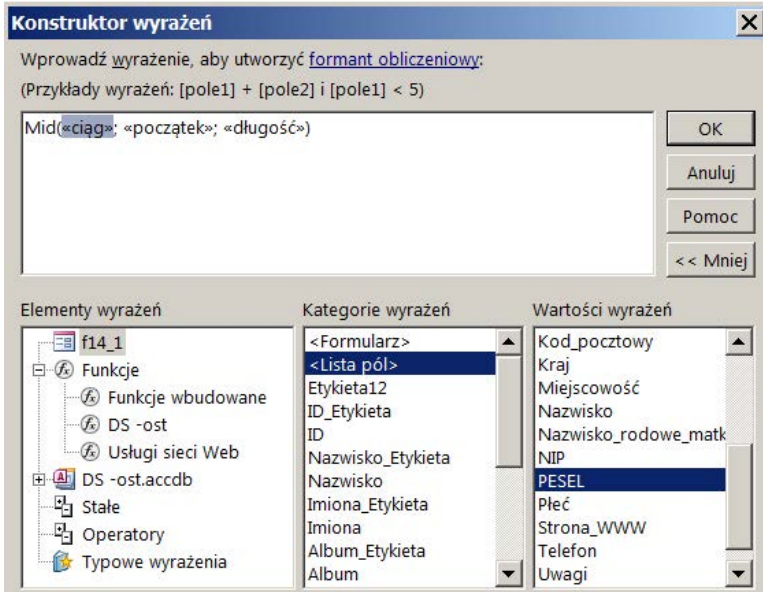 Konstruktor wyrażeń
Wprowadź wyrażenie, aby utworzyć formant obliczeniowy:
(Przykłady wyrażeń: [pole1] + [pole2] i [pole1] < 5)
Mid(«ciąg»; «początek»; «długość»)
OK
Anuluj
Pomoc
<< Mniej
Elementy wyrażeń
f14_1
Funkcje
Funkcje wbudowane
DS -ost
Usługi sieci Web
DS -ost.accdb
Stałe
Operatory
Typowe wyrażenia
Kategorie wyrażeń
<Formularz>
<Lista pól>
Etykieta12
ID_Etykieta
ID
Nazwisko_Etykieta
Nazwisko
Imiona_Etykieta
Imiona
Album_Etykieta
Album
Wartości wyrażeń
Kod_pocztowy
Kraj
Miejscowość
Nazwisko
Nazwisko_rodowe_matk
NIP
PESEL
Płeć
Strona_WWW
Telefon
Uwagi